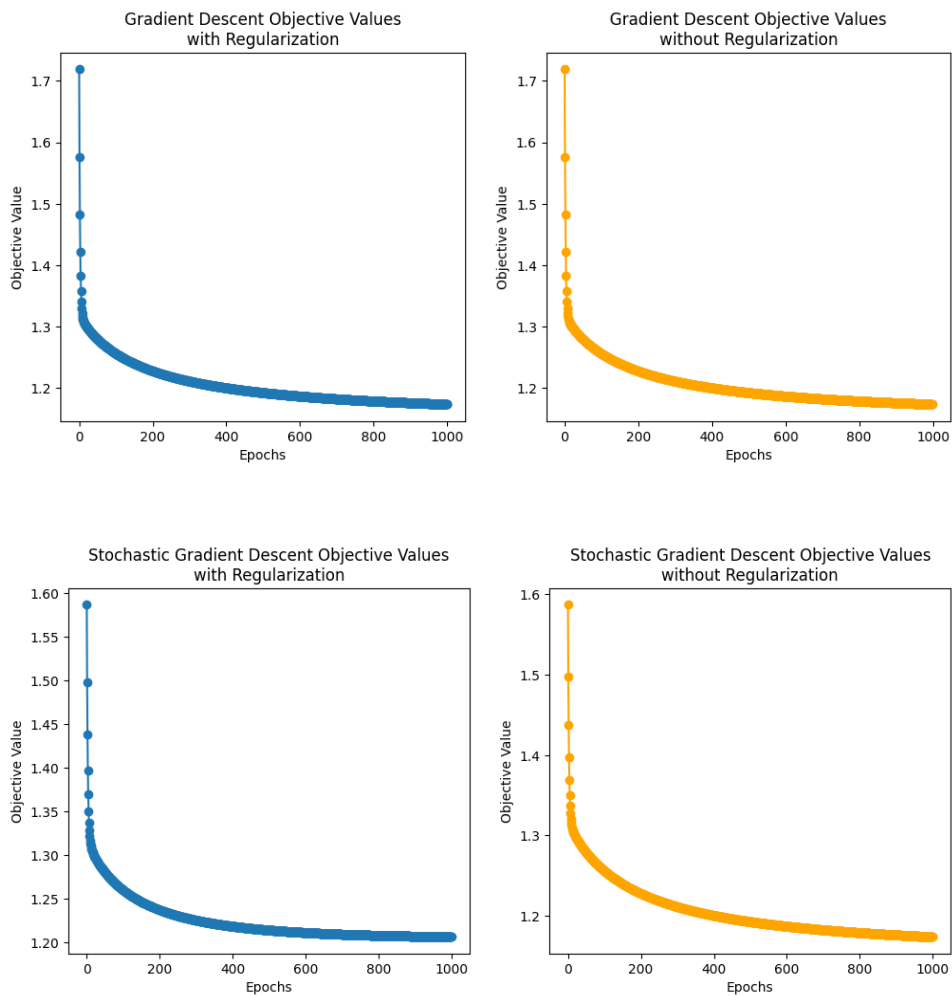 Gradient Descent Objective Values
with Regularization
1.7
1.6
1.5
1.4
1.3
1.2
Objective Value
0 200 400 600 800 1000
Epochs
Gradient Descent Objective Values
without Regularization
1.7
1.6
1.5
1.4
1.3
1.2
Objective Value
0 200 400 600 800 1000
Epochs
Stochastic Gradient Descent Objective Values
with Regularization
1.60
1.55
1.50
1.45
1.40
1.35
1.30
1.25
1.20
Objective Value
0 200 400 600 800 1000
Epochs
Stochastic Gradient Descent Objective Values
without Regularization
1.6
1.5
1.4
1.3
1.2
Objective Value
0 200 400 600 800 1000
Epochs